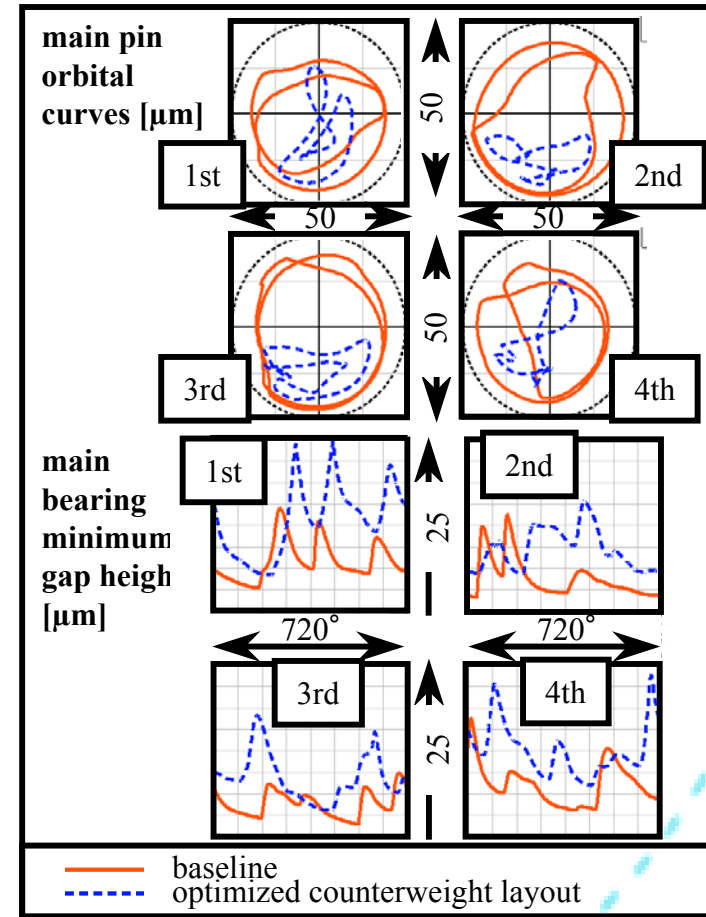 main pin
orbital
curves [µm]
1st
50
2nd
50
50
3rd
50
4th
main
bearing
minimum
gap heigh
[µm]
1st
25
2nd
720°
720°
3rd
25
4th
baseline
optimized counterweight layout